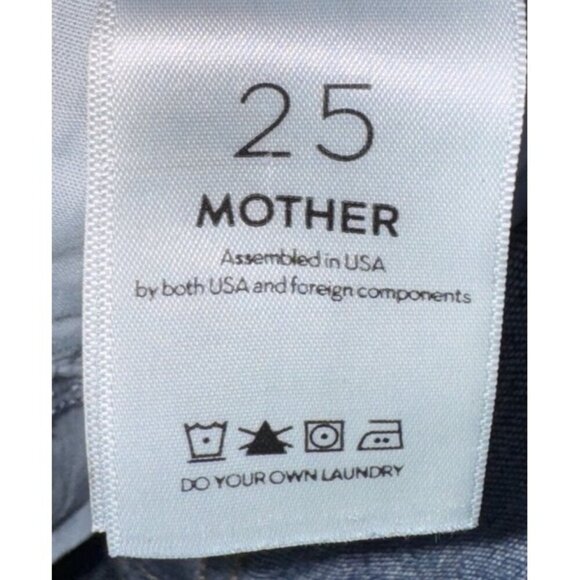 25
MOTHER
Assembled in USA
by both USA and foreign components
DO YOUR OWN LAUNDRY